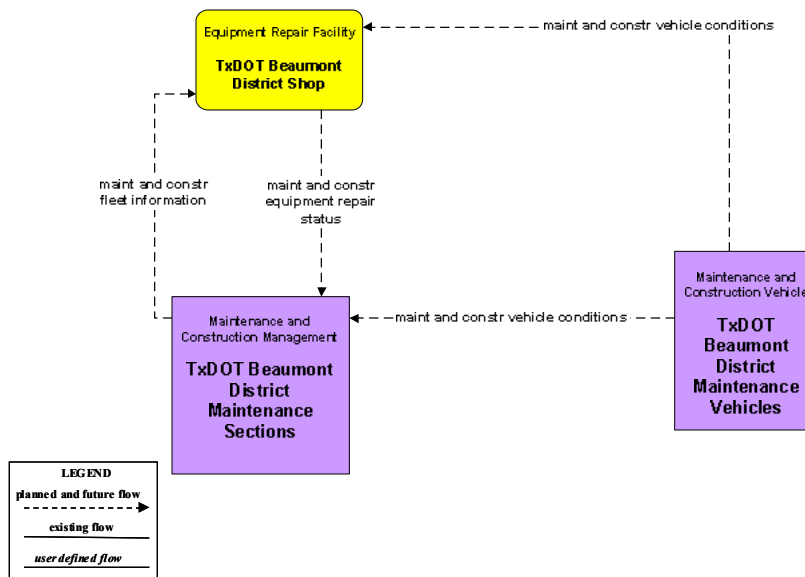 Equipment Repair Facility
TxDOT Beaumont
District Shop
maint and constr vehicle conditions
maint and constr
fleet information
maint and constr
equipment repair
status
Maintenance and
Construction Vehicle
TxDOT
Beaumont
District
Maintenance
Vehicles
Maintenance and
Construction Management
TxDOT Beaumont
District
Maintenance
Sections
maint and constr vehicle conditions
LEGEND
planned and future flow
existing flow
user defined flow